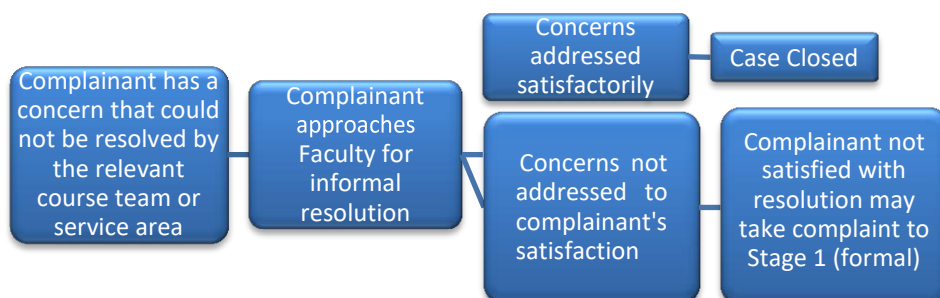 Complainant has a
concern that could
not be resolved by
the relevant
course team or
service area
Complainant
approaches
Faculty for
informal
resolution
Concerns
addressed
satisfactorily
Case Closed
Concerns not
addressed to
complainant's
satisfaction
Complainant not
satisfied with
resolution may
take complaint to
Stage 1 (formal)